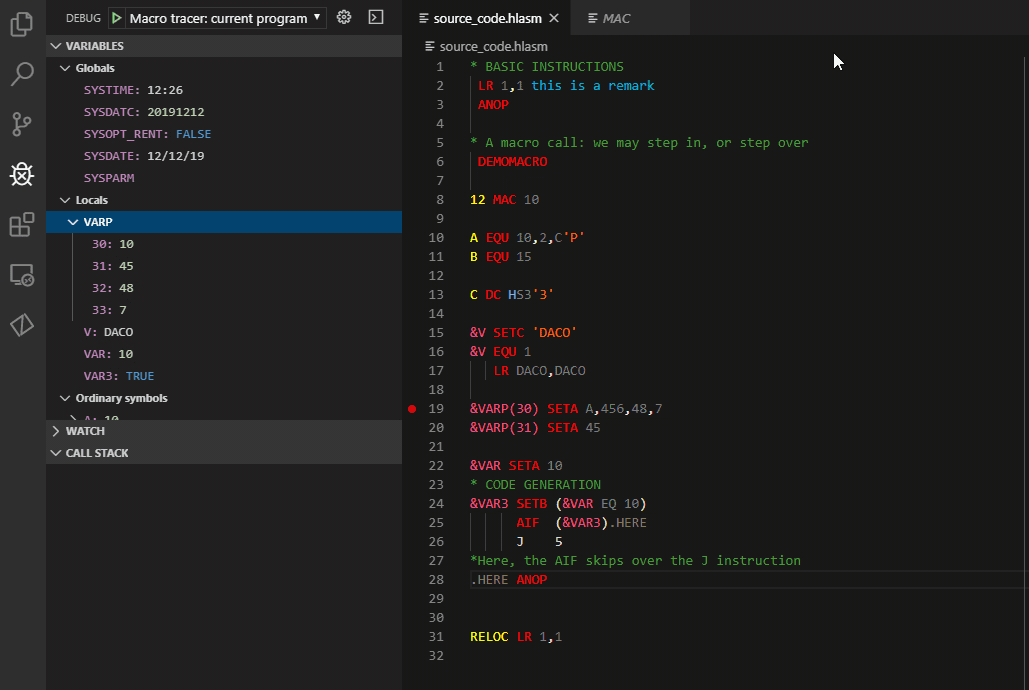 DEBUG Macro tracer: current program
VARIABLES
Globals
SYSTIME: 12:26
SYSDATC: 20191212
SYSOPT_RENT: FALSE
SYSDATE: 12/12/19
SYSPARM
Locals
VARP
30: 10
31: 45
32: 48
33: 7
V: DACO
VAR: 10
VAR3: TRUE
Ordinary symbols
A: 10
WATCH
CALL STACK
source_code.hlasm MAC
source_code.hlasm
1 * BASIC INSTRUCTIONS
2 LR 1,1 this is a remark
3 ANOP
4
5 * A macro call: we may step in, or step over
6 DEMOMACRO
7
8 12 MAC 10
9
10 A EQU 10,2,C'P'
11 B EQU 15
12
13 C DC HS3'3'
14
15 &V SETC 'DACO'
16 &V EQU 1
17 LR DACO,DACO
18
19 &VARP(30) SETA A,456,48,7
20 &VARP(31) SETA 45
21
22 &VAR SETA 10
23 * CODE GENERATION
24 &VAR3 SETB (&VAR EQ 10)
25 AIF (&VAR3).HERE
26 J 5
27 *Here, the AIF skips over the J instruction
28 .HERE ANOP
29
30
31 RELOC LR 1,1
32